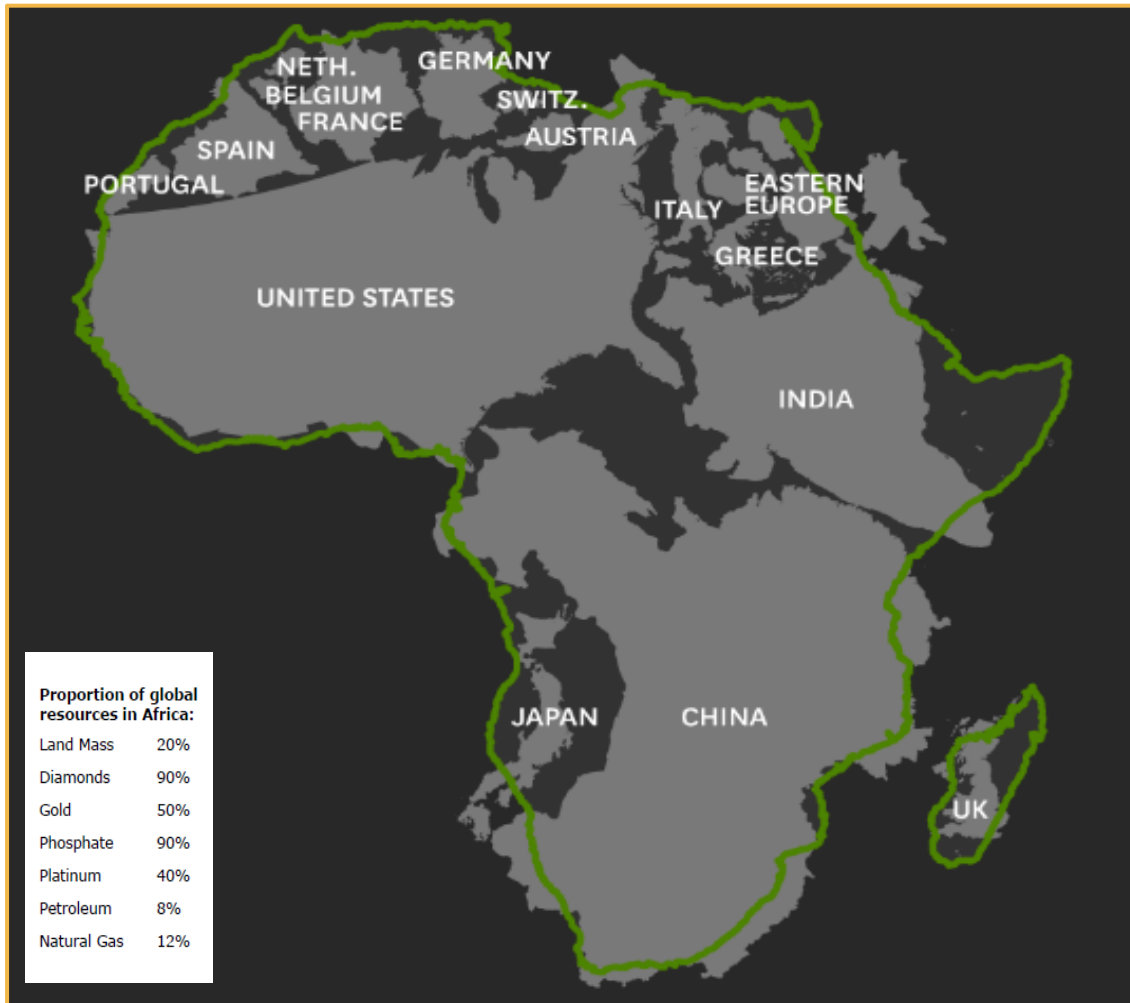 GERMANY
NETH.
BELGIUM
FRANCE
SWITZ.
AUSTRIA
SPAIN
PORTUGAL
EASTERN
EUROPE
ITALY
GREECE
UNITED STATES
INDIA
JAPAN
CHINA
UK
Proportion of global
resources in Africa:
Land Mass 20%
Diamonds 90%
Gold 50%
Phosphate 90%
Platinum 40%
Petroleum 8%
Natural Gas 12%